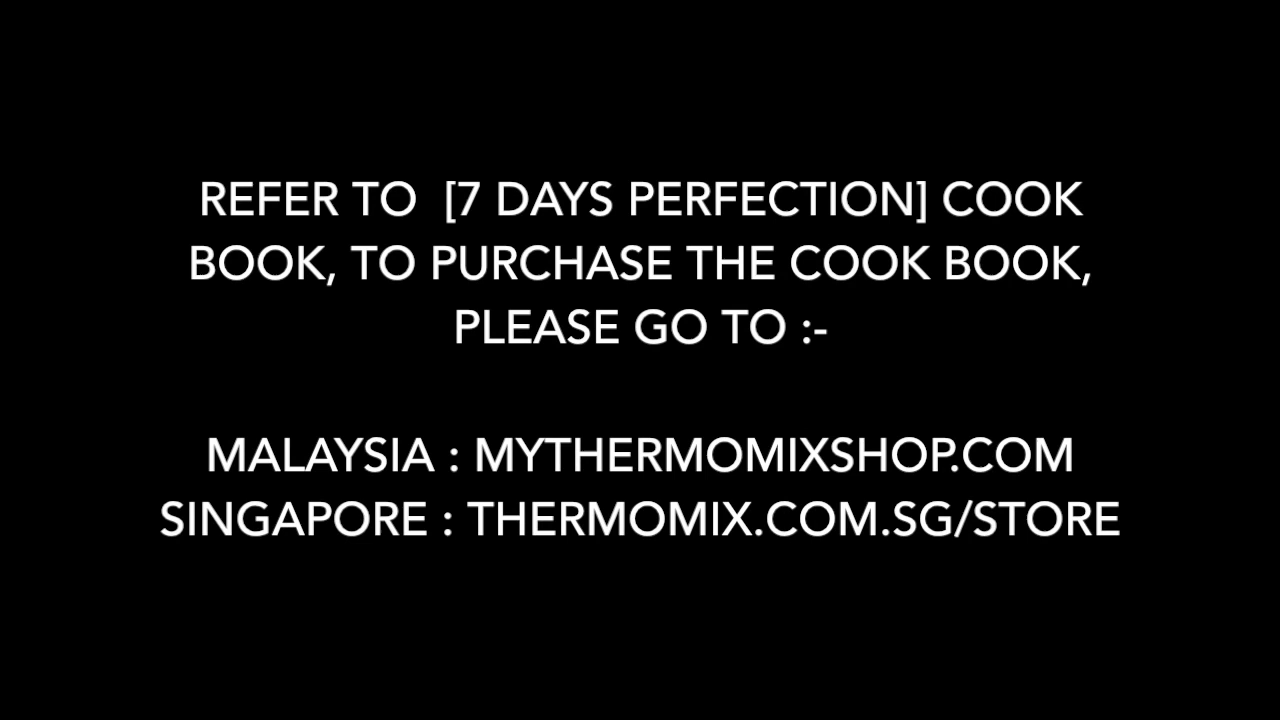 REFER TO  [7 DAYS PERFECTION] COOK
BOOK, TO PURCHASE THE COOK BOOK,
PLEASE GO TO :-
MALAYSIA : MYTHERMOMIXSHOP.COM
SINGAPORE : THERMOMIX.COM.SG/STORE